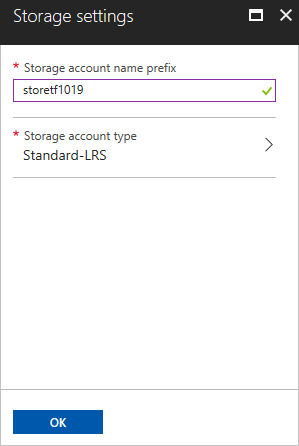 Storage settings
* Storage account name prefix
storetf1019
* Storage account type
Standard-LRS
OK